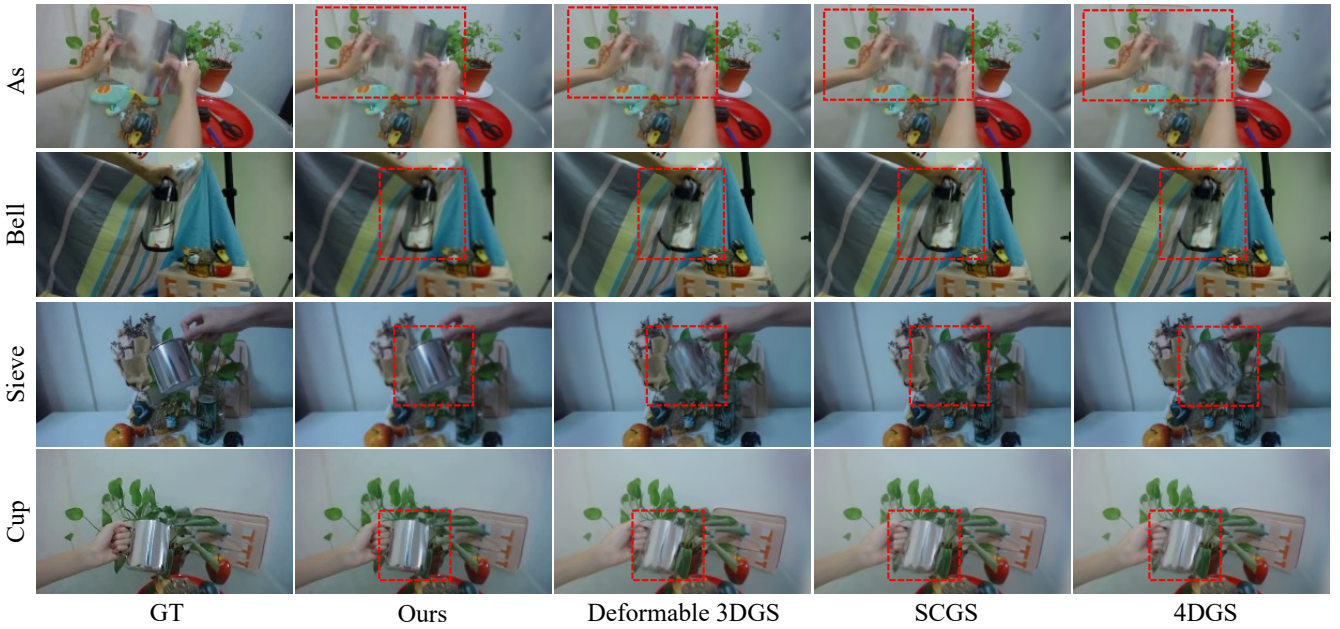 As
Bell
Sieve
Cup
GT
Ours
Deformable 3DGS
SCGS
4DGS